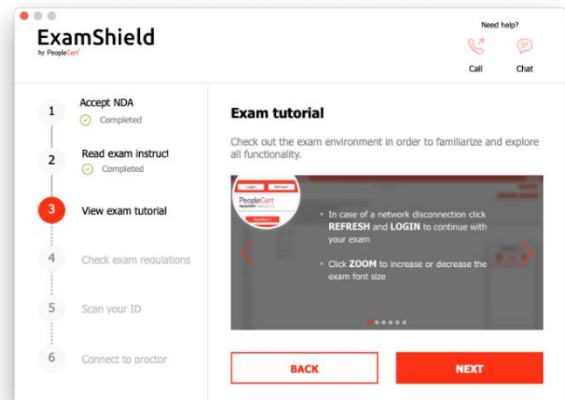 ExamShield
by PeopleCert
Need help?
Call
Chat
1
Accept NDA
Completed
2
Read exam instruct
Completed
3
View exam tutorial
4
Check exam regulations
5
Scan your ID
6
Connect to proctor
Exam tutorial
Check out the exam environment in order to familiarize and explore
all functionality.
Login
Refresh
PeopleCert
• In case of a network disconnection click
REFRESH and LOGIN to continue with
your exam
• Click ZOOM to increase or decrease the
exam font size
BACK
NEXT